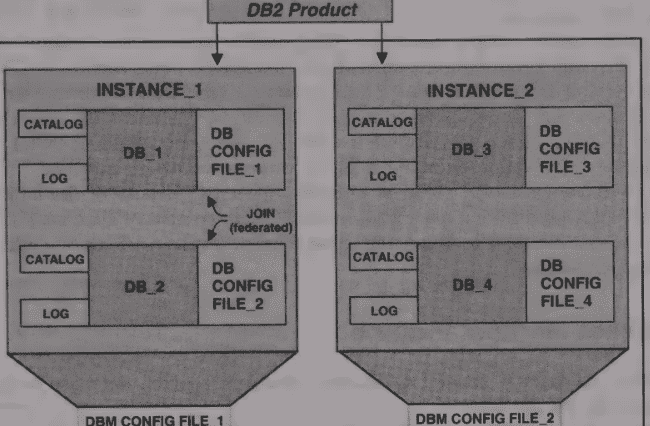 DB2 Product
INSTANCE_1
CATALOG
LOG
DB_1
DB
CONFIG
FILE_1
JOIN
(federated)
CATALOG
LOG
DB_2
DB
CONFIG
FILE_2
DBM CONFIG FILE_1
INSTANCE_2
CATALOG
LOG
DB_3
DB
CONFIG
FILE_3
CATALOG
LOG
DB_4
DB
CONFIG
FILE_4
DBM CONFIG FILE_2